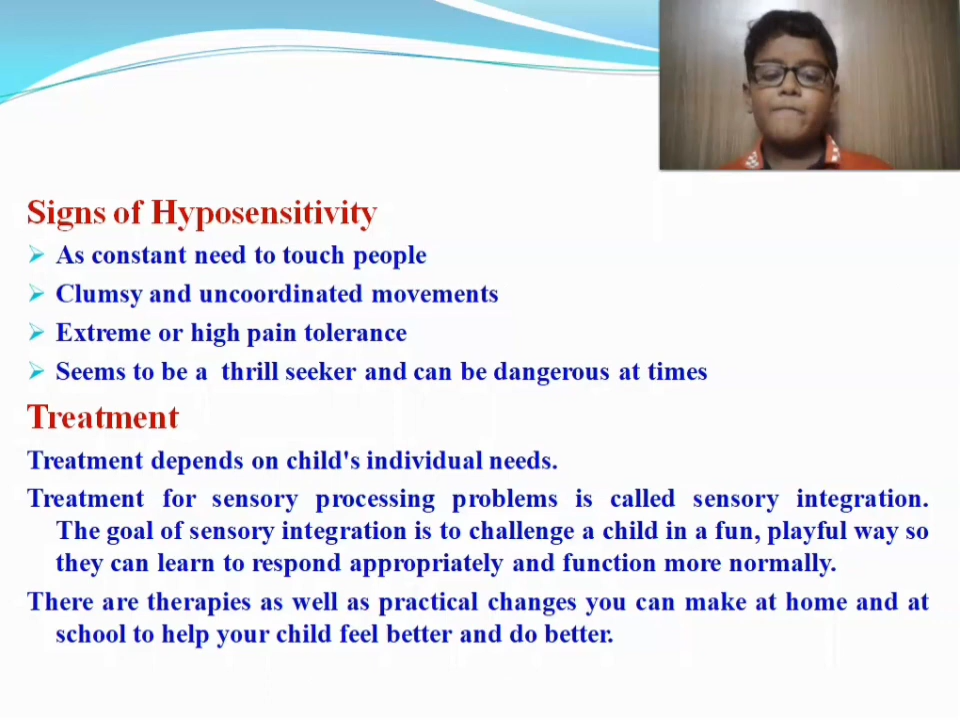 Signs of Hyposensitivity
As constant need to touch people
Clumsy and uncoordinated movements
Extreme or high pain tolerance
Seems to be a thrill seeker and can be dangerous at times
Treatment
Treatment depends on child's individual needs.
Treatment for sensory processing problems is called sensory integration.
The goal of sensory integration is to challenge a child in a fun, playful way so
they can learn to respond appropriately and function more normally.
There are therapies as well as practical changes you can make at home and at
school to help your child feel better and do better.